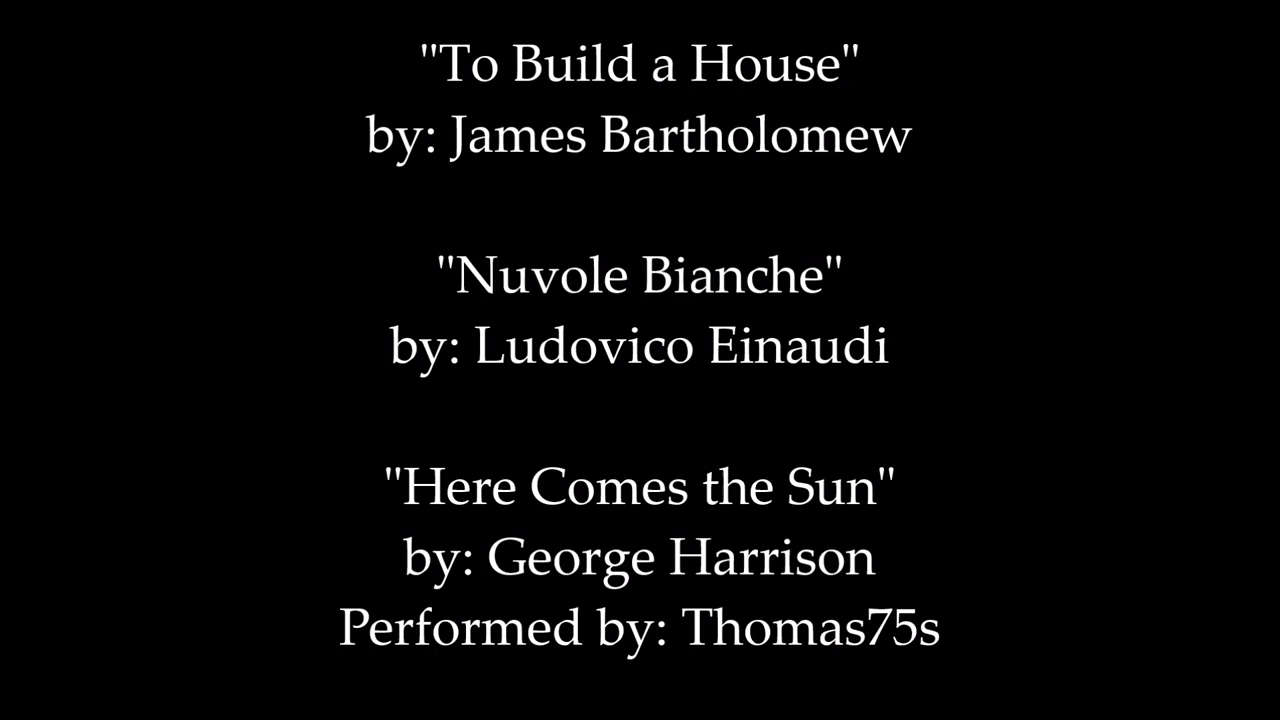 "To Build a House"
by: James Bartholomew
"Nuvole Bianche"
by: Ludovico Einaudi
"Here Comes the Sun"
by: George Harrison
Performed by: Thomas75s